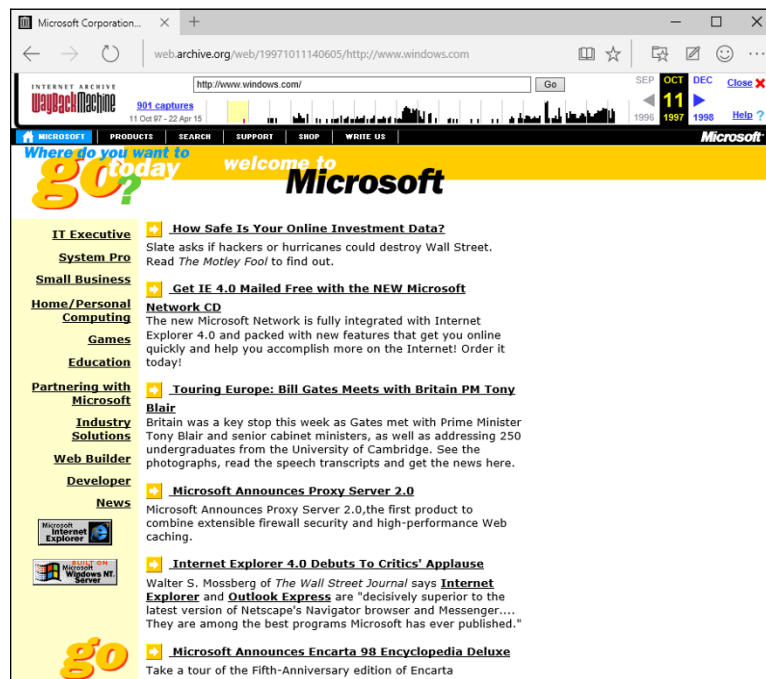 Microsoft Corporation...
web.archive.org/web/19971011140605/http://www.windows.com
INTERNET ARCHIVE
WayBackMachine
http://www.windows.com/
Go
901 captures
11 Oct 97 - 22 Apr 15
SEP OCT DEC
11
1996 1997 1998
Close
Help ?
MICROSOFT PRODUCTS SEARCH SUPPORT SHOP WRITE US
Microsoft
Where do you want to
go today
?
welcome to
Microsoft
IT Executive
System Pro
Small Business
Home/Personal
Computing
Games
Education
Partnering with
Microsoft
Industry
Solutions
Web Builder
Developer
News
Microsoft
Internet
Explorer
BUILT ON
Microsoft
Windows NT.
Server
go
How Safe Is Your Online Investment Data?
Slate asks if hackers or hurricanes could destroy Wall Street.
Read The Motley Fool to find out.
Get IE 4.0 Mailed Free with the NEW Microsoft
Network CD
The new Microsoft Network is fully integrated with Internet
Explorer 4.0 and packed with new features that get you online
quickly and help you accomplish more on the Internet! Order it
today!
Touring Europe: Bill Gates Meets with Britain PM Tony
Blair
Britain was a key stop this week as Gates met with Prime Minister
Tony Blair and senior cabinet ministers, as well as addressing 250
undergraduates from the University of Cambridge. See the
photographs, read the speech transcripts and get the news here.
Microsoft Announces Proxy Server 2.0
Microsoft Announces Proxy Server 2.0,the first product to
combine extensible firewall security and high-performance Web
caching.
Internet Explorer 4.0 Debuts To Critics' Applause
Walter S. Mossberg of The Wall Street Journal says Internet
Explorer and Outlook Express are "decisively superior to the
latest version of Netscape's Navigator browser and Messenger....
They are among the best programs Microsoft has ever published."
Microsoft Announces Encarta 98 Encyclopedia Deluxe
Take a tour of the Fifth-Anniversary edition of Encarta